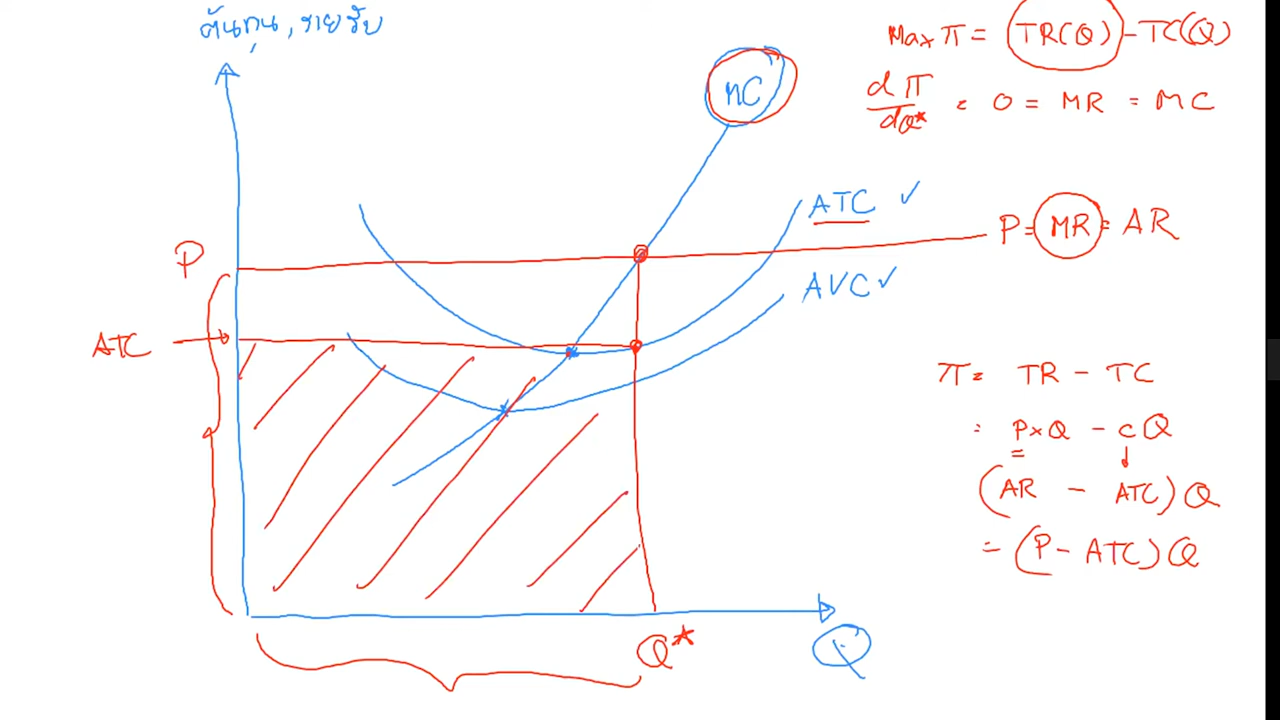 ต้นทุน, รายรับ
Max π = TR(Q) - TC(Q)
dπ/dQ* = 0 = MR = MC
MC
ATC ✓
P = MR = AR
P
AVC ✓
ATC
π = TR - TC
= P×Q - CQ
(AR - ATC)Q
= (P - ATC)Q
Q*
Q